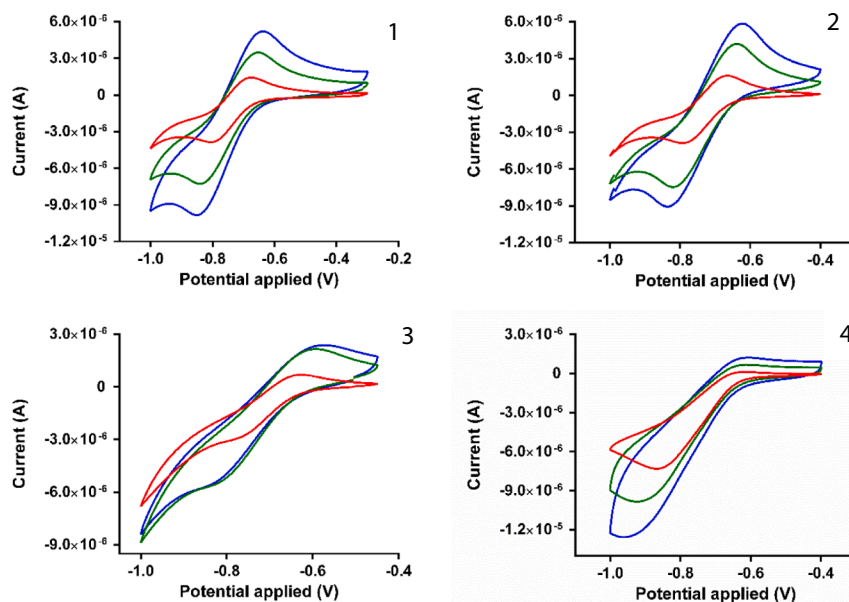 1
6.0×10⁻⁶
3.0×10⁻⁶
0
-3.0×10⁻⁶
-6.0×10⁻⁶
-9.0×10⁻⁶
-1.2×10⁻⁵
Current (A)
-1.0 -0.8 -0.6 -0.4 -0.2
Potential applied (V)
2
6.0×10⁻⁶
3.0×10⁻⁶
0
-3.0×10⁻⁶
-6.0×10⁻⁶
-9.0×10⁻⁶
-1.2×10⁻⁵
Current (A)
-1.0 -0.8 -0.6 -0.4
Potential applied (V)
3
3.0×10⁻⁶
0
-3.0×10⁻⁶
-6.0×10⁻⁶
-9.0×10⁻⁶
Current (A)
-1.0 -0.8 -0.6 -0.4
Potential applied (V)
4
3.0×10⁻⁶
0
-3.0×10⁻⁶
-6.0×10⁻⁶
-9.0×10⁻⁶
-1.2×10⁻⁵
Current (A)
-1.0 -0.8 -0.6 -0.4
Potential applied (V)